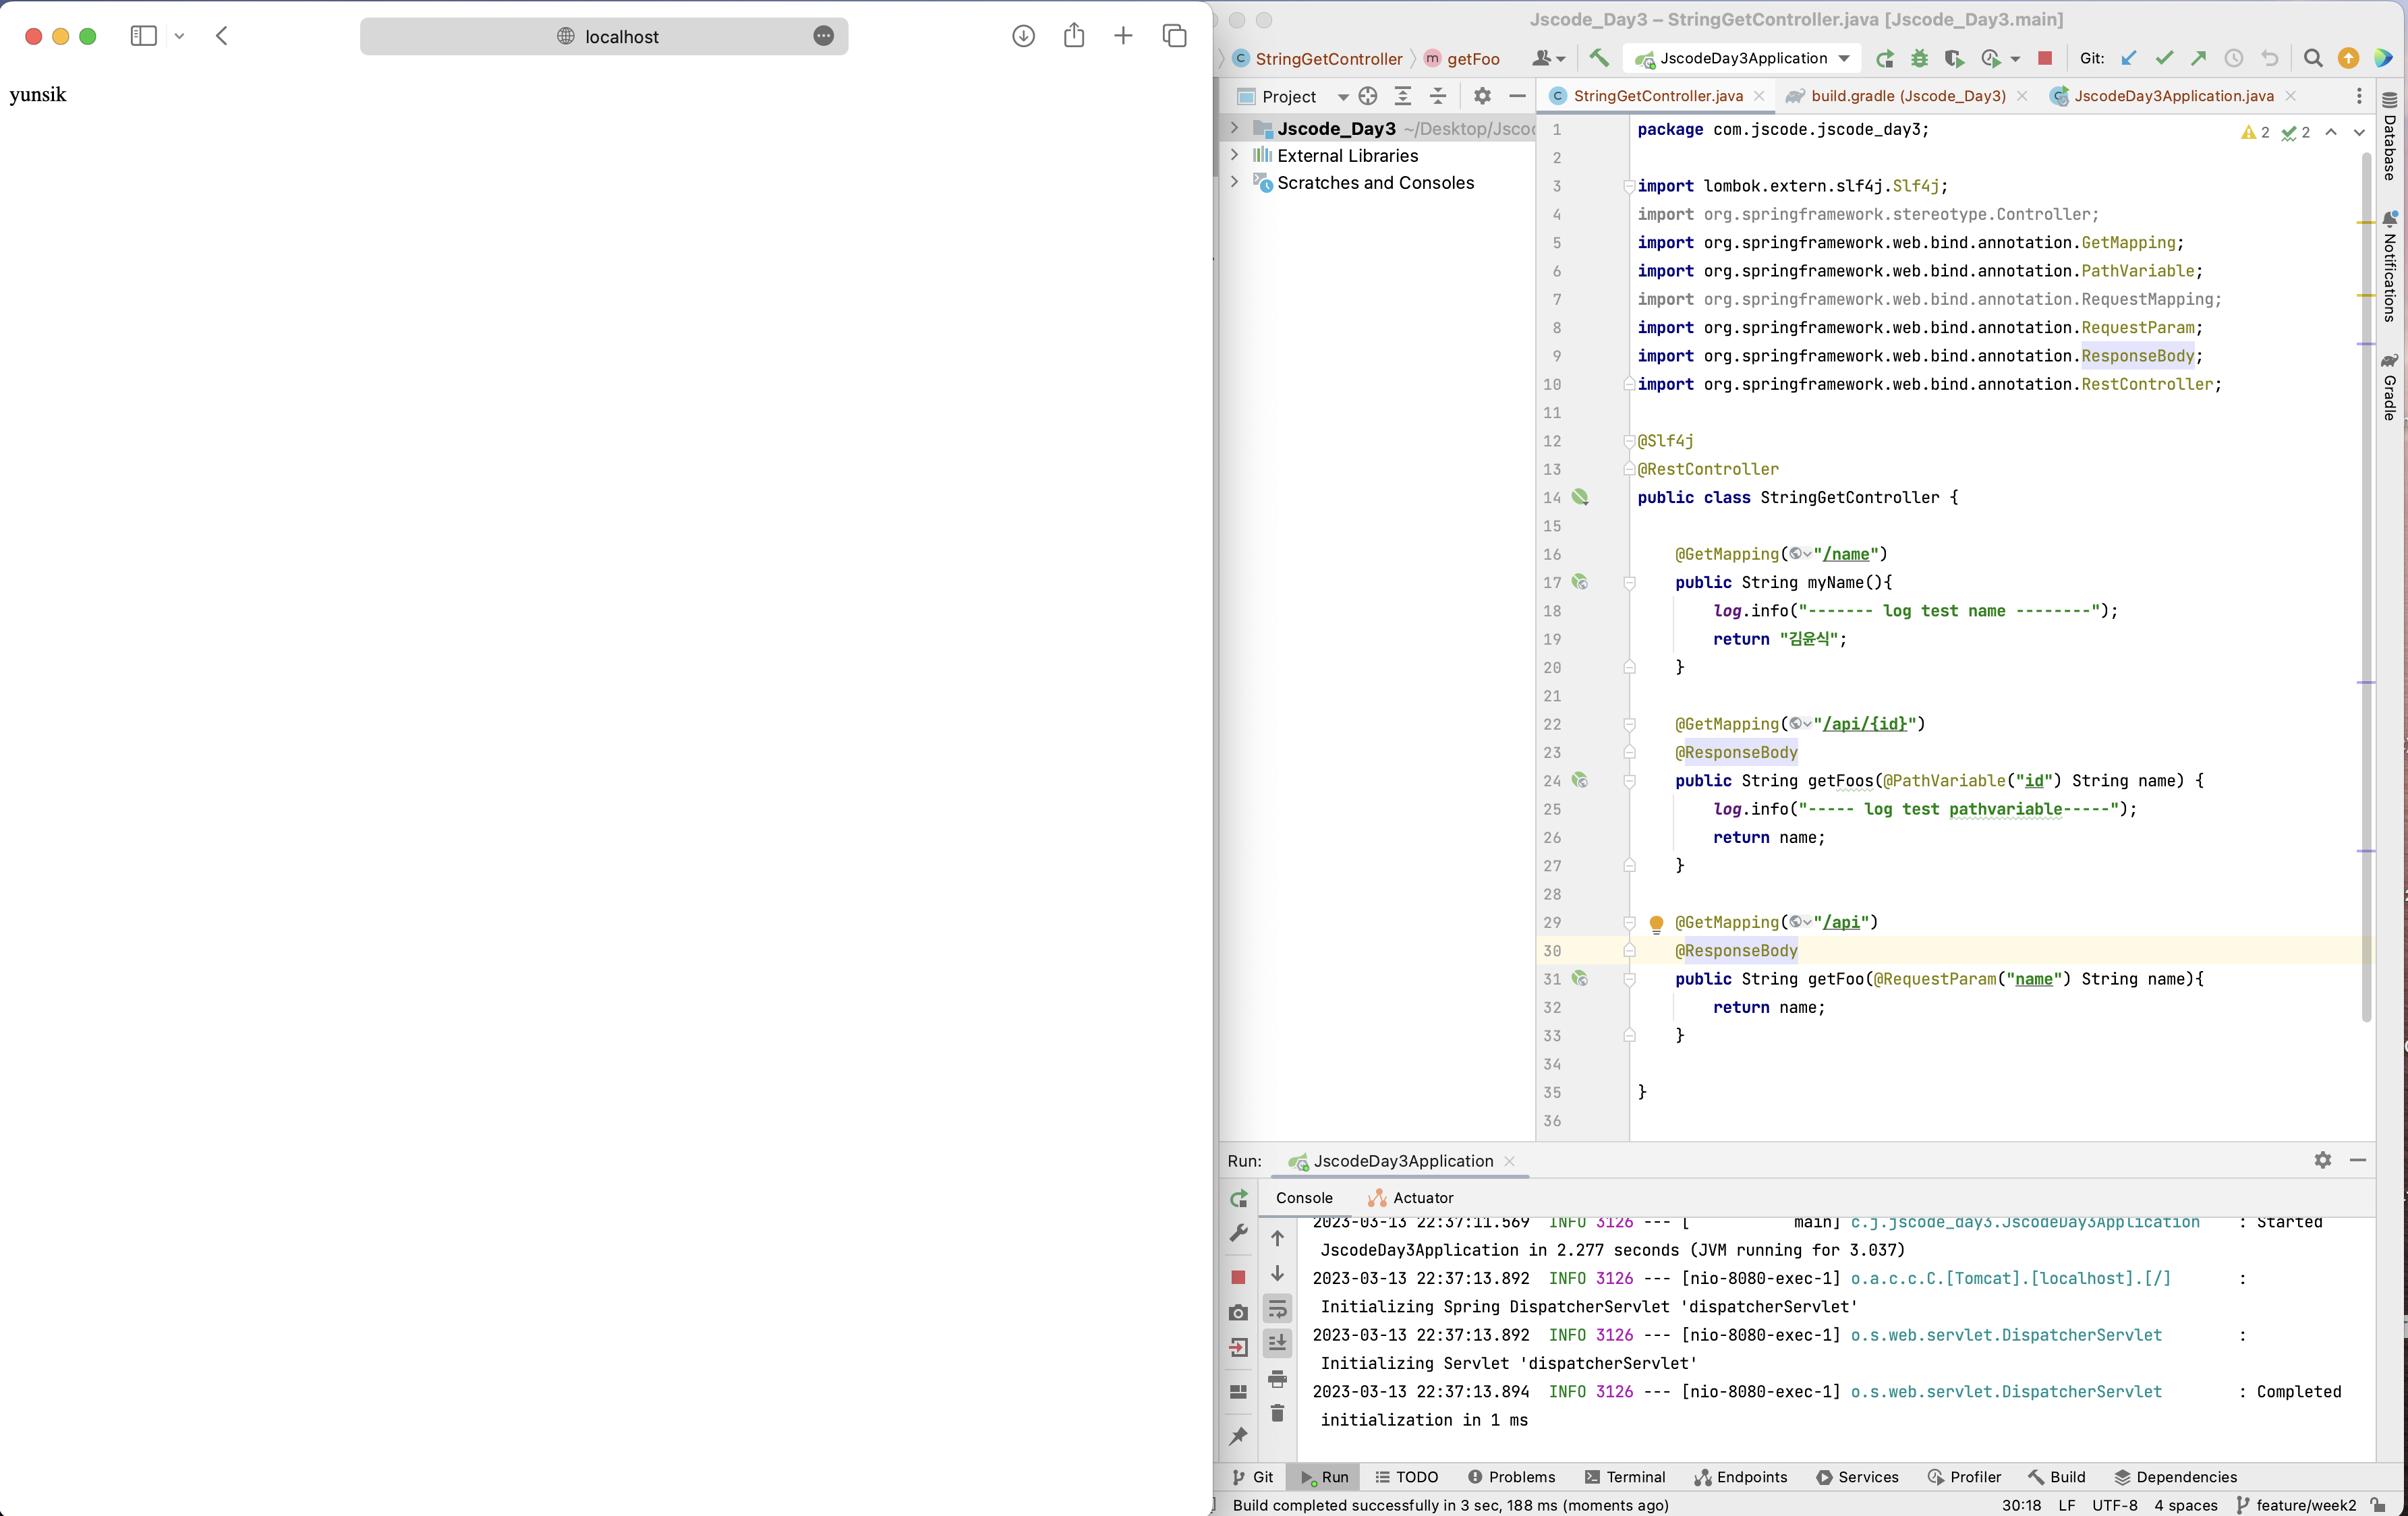 localhost
yunsik
Jscode_Day3 – StringGetController.java [Jscode_Day3.main]
StringGetController
getFoo
JscodeDay3Application
Git:
Project
StringGetController.java
build.gradle (Jscode_Day3)
JscodeDay3Application.java
Jscode_Day3 ~/Desktop/Jscod
External Libraries
Scratches and Consoles
2 2
1 package com.jscode.jscode_day3;
2
3 import lombok.extern.slf4j.Slf4j;
4 import org.springframework.stereotype.Controller;
5 import org.springframework.web.bind.annotation.GetMapping;
6 import org.springframework.web.bind.annotation.PathVariable;
7 import org.springframework.web.bind.annotation.RequestMapping;
8 import org.springframework.web.bind.annotation.RequestParam;
9 import org.springframework.web.bind.annotation.ResponseBody;
10 import org.springframework.web.bind.annotation.RestController;
11
12 @Slf4j
13 @RestController
14 public class StringGetController {
15
16 @GetMapping("/name")
17 public String myName(){
18 log.info("------- log test name --------");
19 return "김윤식";
20 }
21
22 @GetMapping("/api/{id}")
23 @ResponseBody
24 public String getFoos(@PathVariable("id") String name) {
25 log.info("----- log test pathvariable-----");
26 return name;
27 }
28
29 @GetMapping("/api")
30 @ResponseBody
31 public String getFoo(@RequestParam("name") String name){
32 return name;
33 }
34
35 }
36
Database
Notifications
Gradle
Run: JscodeDay3Application
Console Actuator
2023-03-13 22:37:11.569 INFO 3126 --- [ main] c.j.jscode_day3.JscodeDay3Application : Started
JscodeDay3Application in 2.277 seconds (JVM running for 3.037)
2023-03-13 22:37:13.892 INFO 3126 --- [nio-8080-exec-1] o.a.c.c.C.[Tomcat].[localhost].[/] :
Initializing Spring DispatcherServlet 'dispatcherServlet'
2023-03-13 22:37:13.892 INFO 3126 --- [nio-8080-exec-1] o.s.web.servlet.DispatcherServlet :
Initializing Servlet 'dispatcherServlet'
2023-03-13 22:37:13.894 INFO 3126 --- [nio-8080-exec-1] o.s.web.servlet.DispatcherServlet : Completed
initialization in 1 ms
Git Run TODO Problems Terminal Endpoints Services Profiler Build Dependencies
Build completed successfully in 3 sec, 188 ms (moments ago)
30:18 LF UTF-8 4 spaces feature/week2